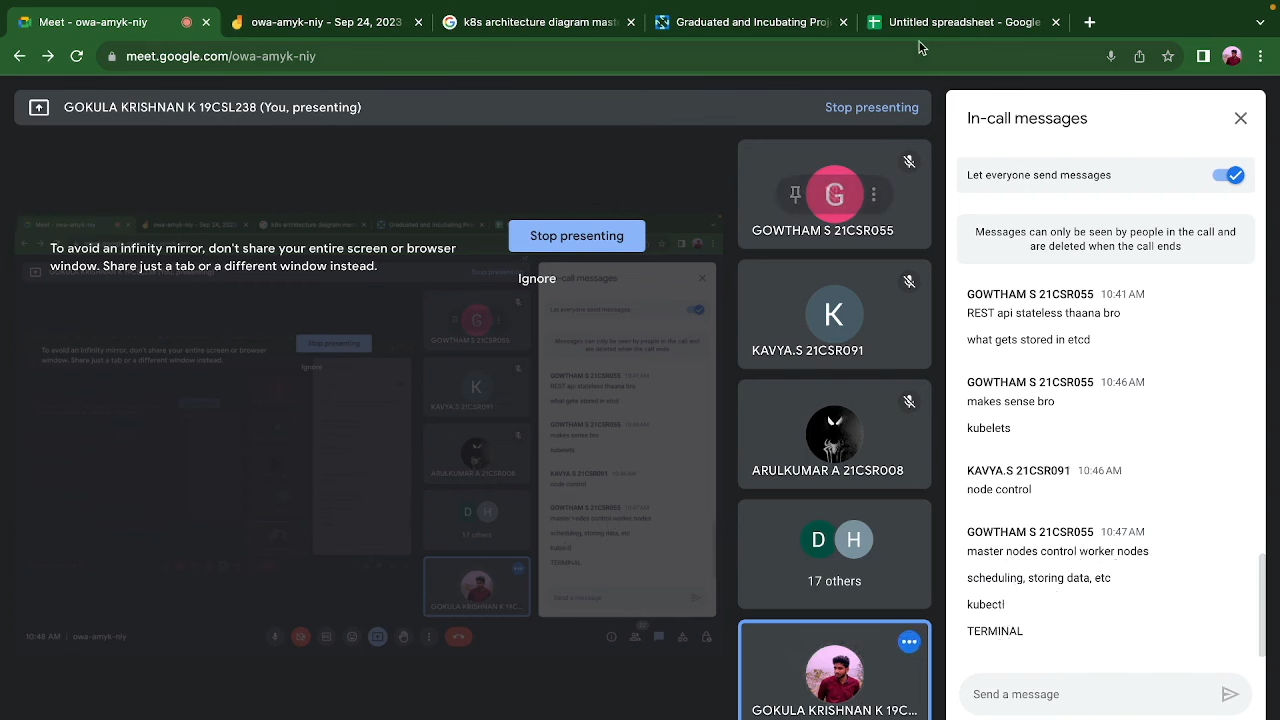 Meet - owa-amyk-niy
owa-amyk-niy - Sep 24, 2023
k8s architecture diagram mast
Graduated and Incubating Proj
Untitled spreadsheet - Google
meet.google.com/owa-amyk-niy
GOKULA KRISHNAN K 19CSL238 (You, presenting)
Stop presenting
To avoid an infinity mirror, don't share your entire screen or browser
window. Share just a tab or a different window instead.
Stop presenting
Ignore
G
GOWTHAM S 21CSR055
K
KAVYA.S 21CSR091
ARULKUMAR A 21CSR008
D H
17 others
GOKULA KRISHNAN K 19C...
In-call messages
Let everyone send messages
Messages can only be seen by people in the call and
are deleted when the call ends
GOWTHAM S 21CSR055 10:41 AM
REST api stateless thaana bro
what gets stored in etcd
GOWTHAM S 21CSR055 10:46 AM
makes sense bro
kubelets
KAVYA.S 21CSR091 10:46 AM
node control
GOWTHAM S 21CSR055 10:47 AM
master nodes control worker nodes
scheduling, storing data, etc
kubectl
TERMINAL
Send a message
10:48 AM | owa-amyk-niy